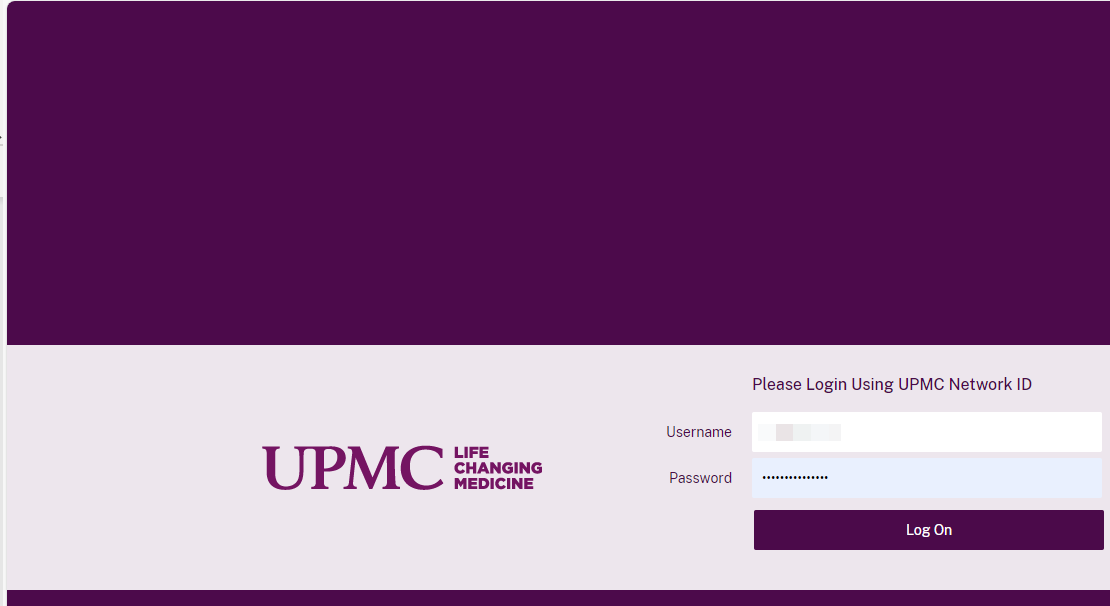 Please Login Using UPMC Network ID
UPMC
LIFE
CHANGING
MEDICINE
Username
Password
•••••••••••••••
Log On